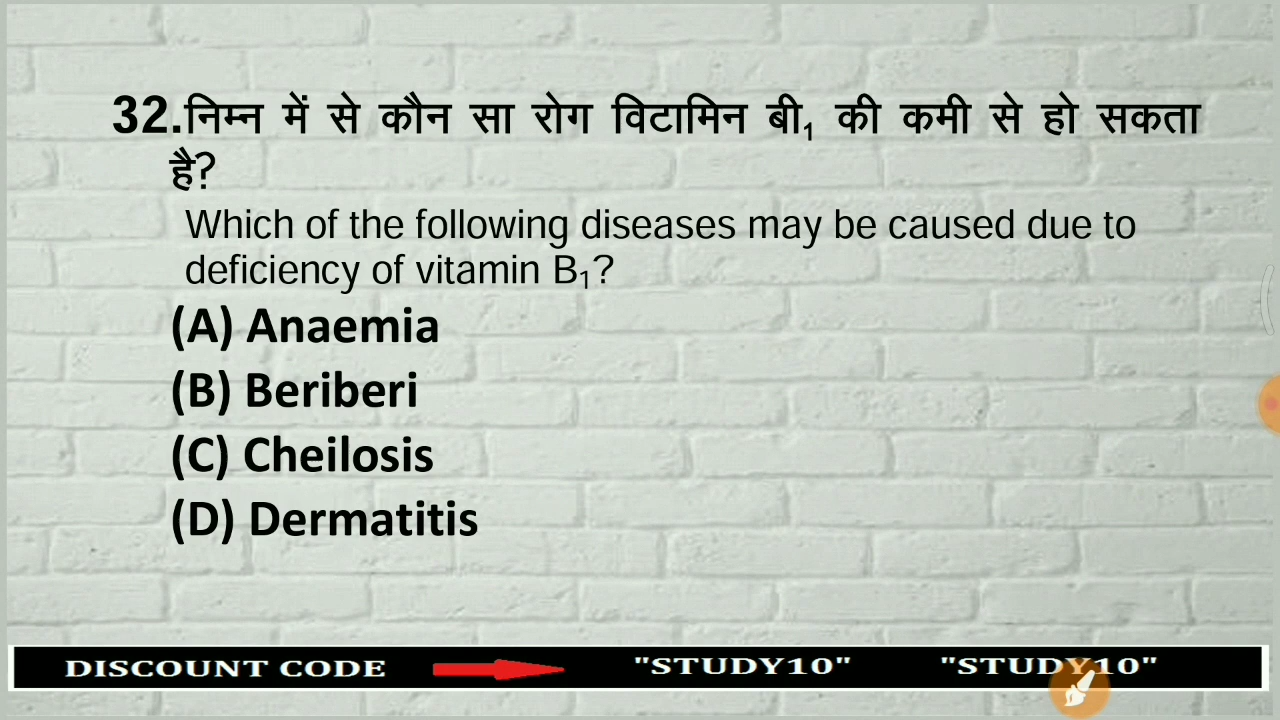 32.निम्न में से कौन सा रोग विटामिन बी₁ की कमी से हो सकता
है?
Which of the following diseases may be caused due to
deficiency of vitamin B₁?
(A) Anaemia
(B) Beriberi
(C) Cheilosis
(D) Dermatitis
DISCOUNT CODE "STUDY10" "STUDY10"